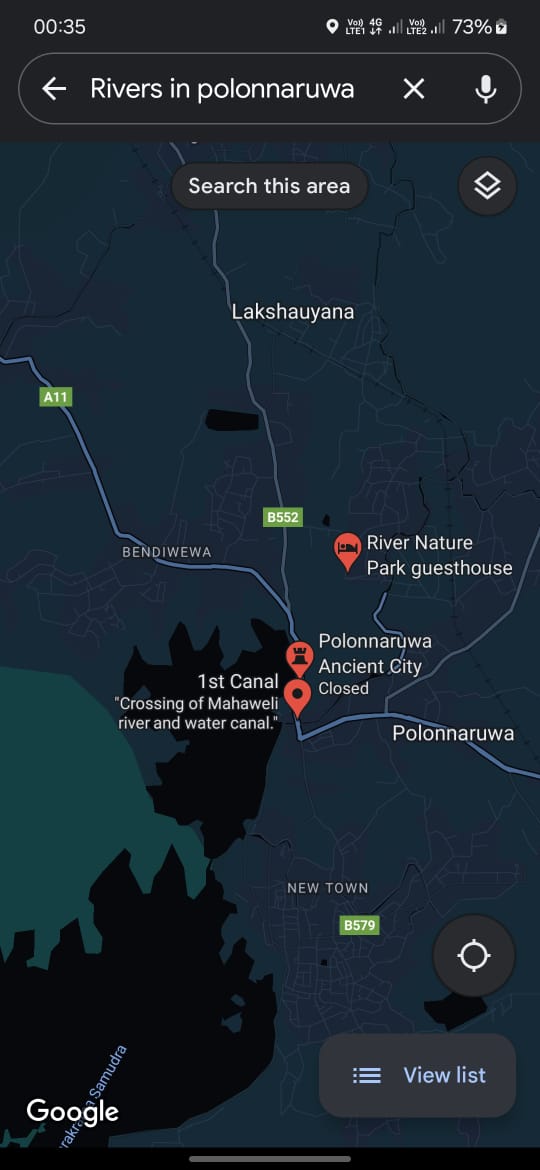 00:35
Vo) 4G Vo) 73%
LTE1 LTE2
Rivers in polonnaruwa
Search this area
Lakshauyana
A11
B552
BENDIWEWA
River Nature
Park guesthouse
Polonnaruwa
Ancient City
Closed
1st Canal
"Crossing of Mahaweli
river and water canal."
Polonnaruwa
NEW TOWN
B579
View list
Google
Samudra